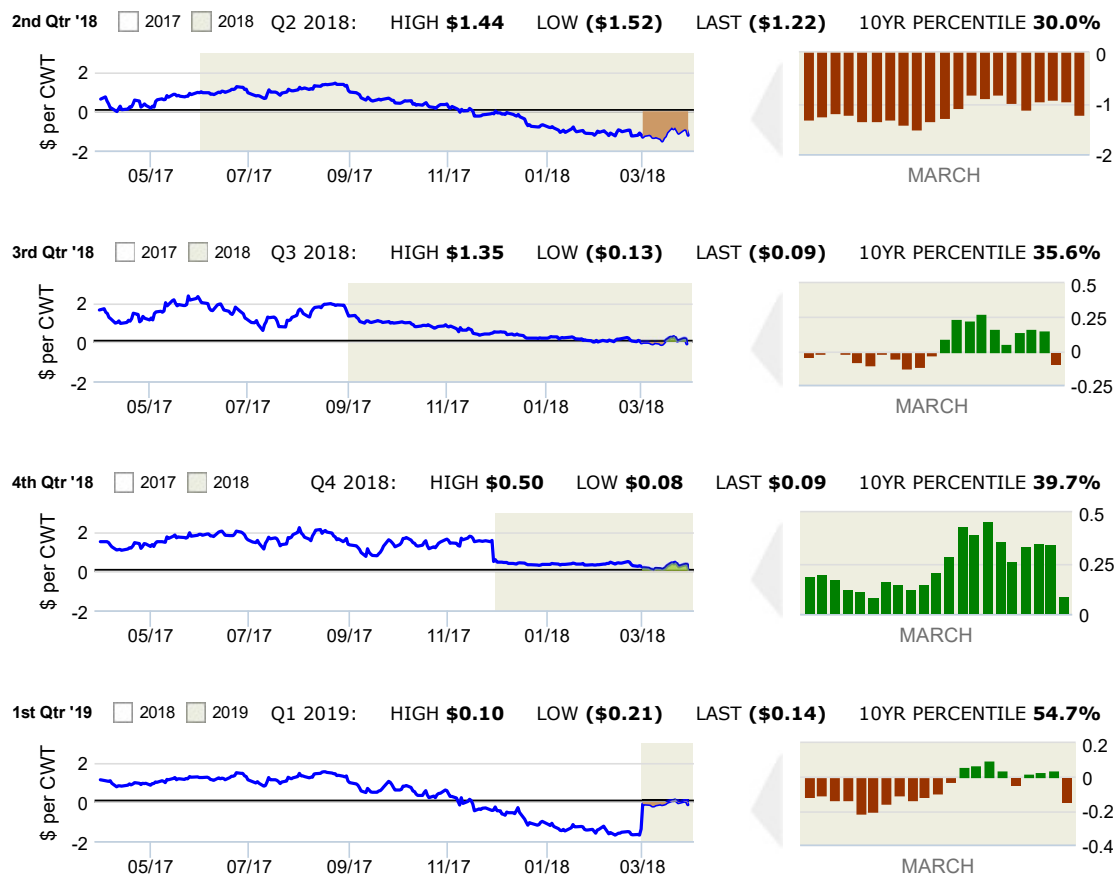 2nd Qtr '18 2017 2018 Q2 2018: HIGH $1.44 LOW ($1.52) LAST ($1.22) 10YR PERCENTILE 30.0%
$ per CWT
2
0
-2
05/17 07/17 09/17 11/17 01/18 03/18
0
-1
-2
MARCH
3rd Qtr '18 2017 2018 Q3 2018: HIGH $1.35 LOW ($0.13) LAST ($0.09) 10YR PERCENTILE 35.6%
$ per CWT
2
0
-2
05/17 07/17 09/17 11/17 01/18 03/18
0.5
0.25
0
-0.25
MARCH
4th Qtr '18 2017 2018 Q4 2018: HIGH $0.50 LOW $0.08 LAST $0.09 10YR PERCENTILE 39.7%
$ per CWT
2
0
-2
05/17 07/17 09/17 11/17 01/18 03/18
0.5
0.25
0
MARCH
1st Qtr '19 2018 2019 Q1 2019: HIGH $0.10 LOW ($0.21) LAST ($0.14) 10YR PERCENTILE 54.7%
$ per CWT
2
0
-2
05/17 07/17 09/17 11/17 01/18 03/18
0.2
0
-0.2
-0.4
MARCH